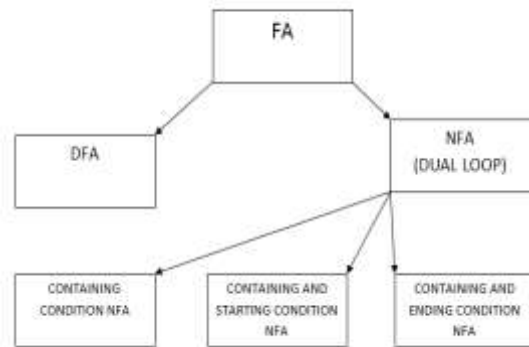 FA
DFA
NFA
(DUAL LOOP)
CONTAINING
CONDITION NFA
CONTAINING AND
STARTING CONDITION
NFA
CONTAINING AND
ENDING CONDITION
NFA